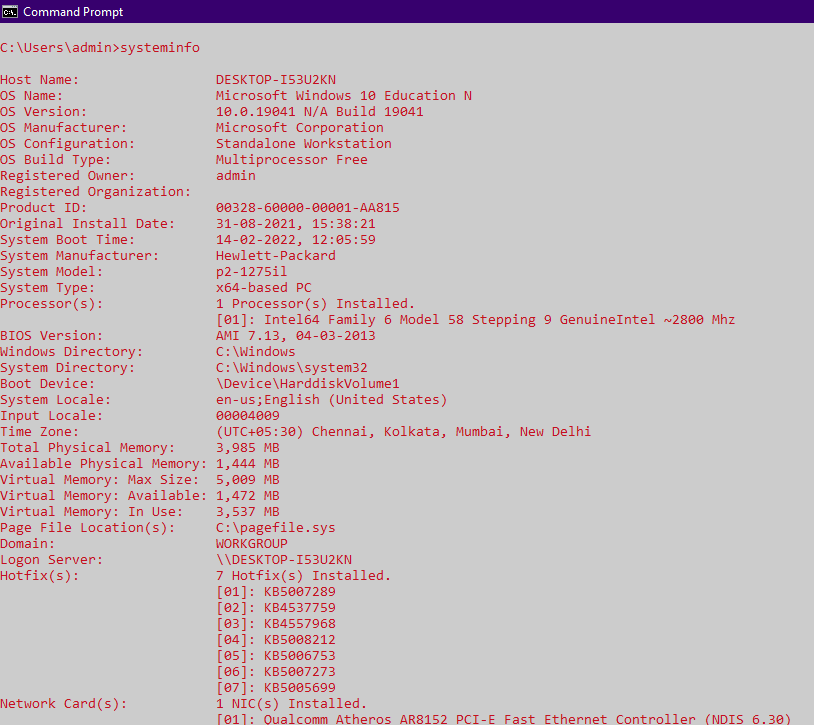 Command Prompt
C:\Users\admin>systeminfo
Host Name: DESKTOP-I53U2KN
OS Name: Microsoft Windows 10 Education N
OS Version: 10.0.19041 N/A Build 19041
OS Manufacturer: Microsoft Corporation
OS Configuration: Standalone Workstation
OS Build Type: Multiprocessor Free
Registered Owner: admin
Registered Organization:
Product ID: 00328-60000-00001-AA815
Original Install Date: 31-08-2021, 15:38:21
System Boot Time: 14-02-2022, 12:05:59
System Manufacturer: Hewlett-Packard
System Model: p2-1275il
System Type: x64-based PC
Processor(s): 1 Processor(s) Installed.
[01]: Intel64 Family 6 Model 58 Stepping 9 GenuineIntel ~2800 Mhz
BIOS Version: AMI 7.13, 04-03-2013
Windows Directory: C:\Windows
System Directory: C:\Windows\system32
Boot Device: \Device\HarddiskVolume1
System Locale: en-us;English (United States)
Input Locale: 00004009
Time Zone: (UTC+05:30) Chennai, Kolkata, Mumbai, New Delhi
Total Physical Memory: 3,985 MB
Available Physical Memory: 1,444 MB
Virtual Memory: Max Size: 5,009 MB
Virtual Memory: Available: 1,472 MB
Virtual Memory: In Use: 3,537 MB
Page File Location(s): C:\pagefile.sys
Domain: WORKGROUP
Logon Server: \\DESKTOP-I53U2KN
Hotfix(s): 7 Hotfix(s) Installed.
[01]: KB5007289
[02]: KB4537759
[03]: KB4557968
[04]: KB5008212
[05]: KB5006753
[06]: KB5007273
[07]: KB5005699
Network Card(s): 1 NIC(s) Installed.
[01]: Qualcomm Atheros AR8152 PCI-E Fast Ethernet Controller (NDIS 6.30)